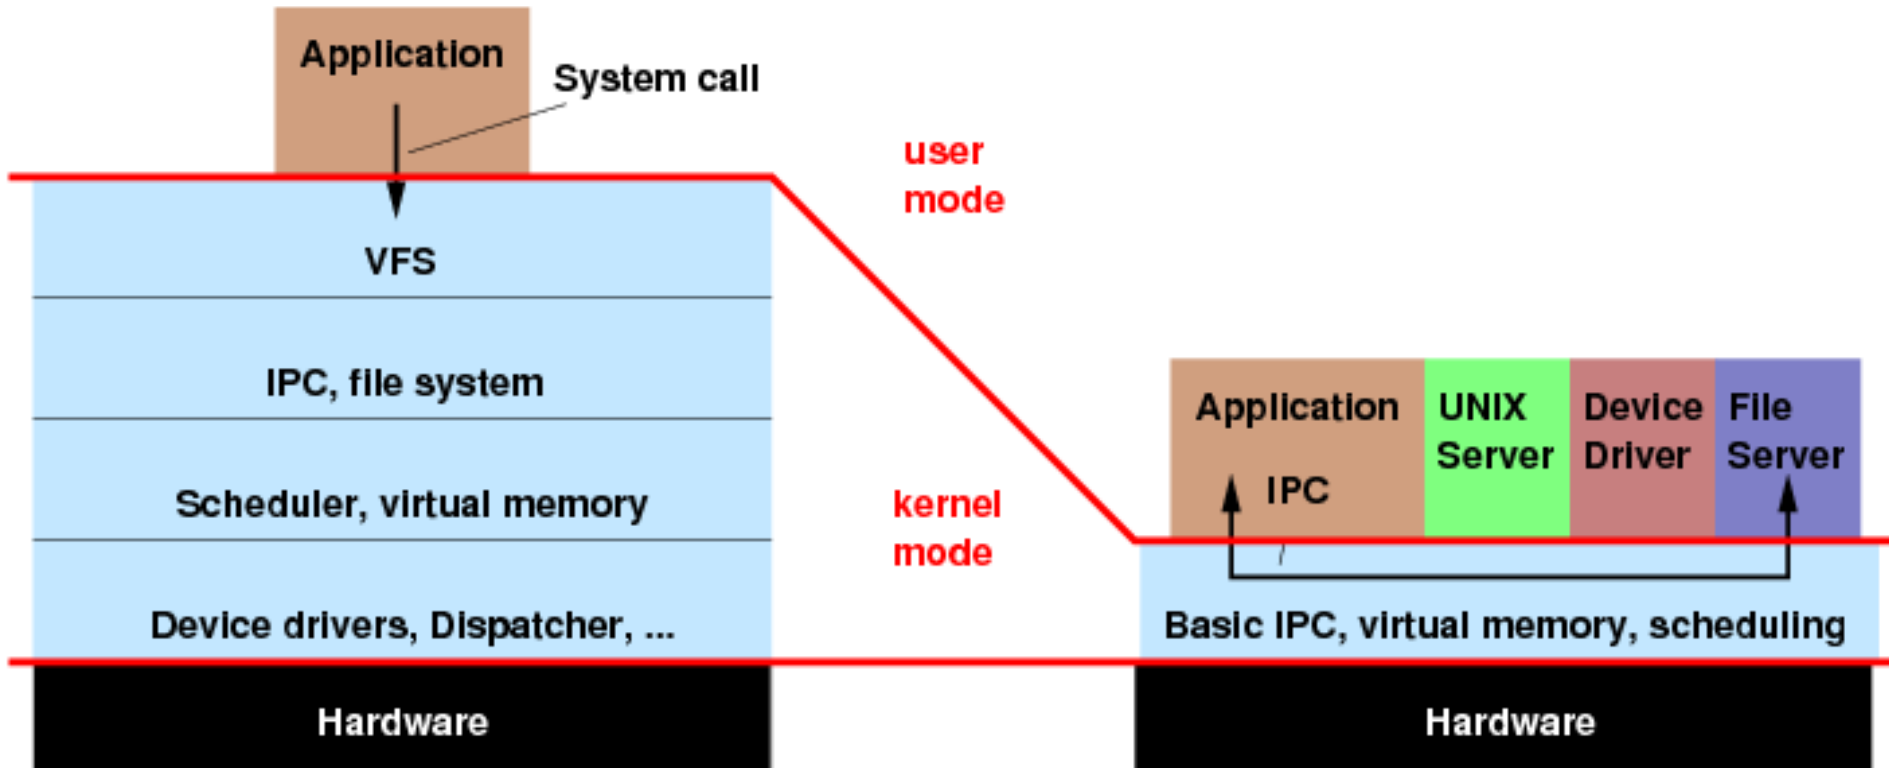 Application
System call
user
mode
VFS
IPC, file system
Scheduler, virtual memory
Device drivers, Dispatcher, ...
Hardware
kernel
mode
Application
IPC
UNIX
Server
Device
Driver
File
Server
Basic IPC, virtual memory, scheduling
Hardware